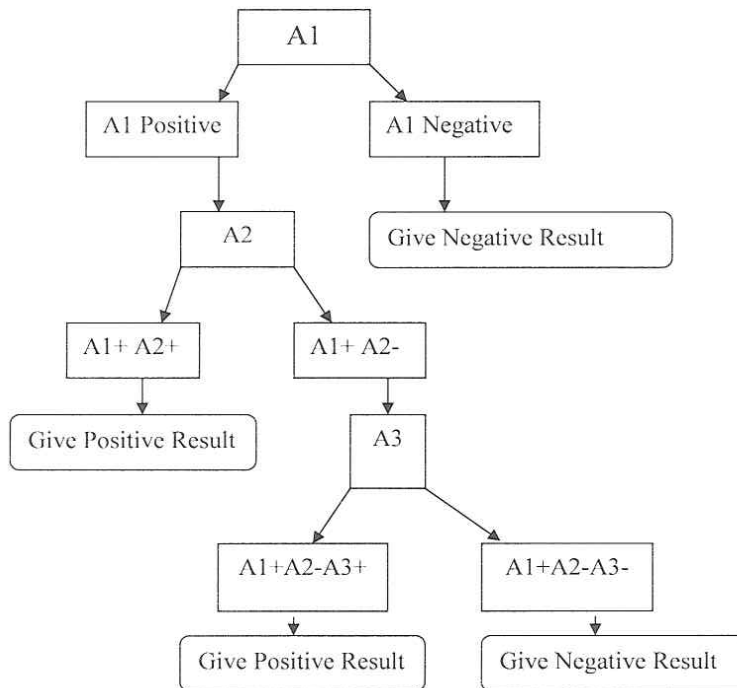 A1
A1 Positive
A1 Negative
A2
Give Negative Result
A1+ A2+
A1+ A2-
Give Positive Result
A3
A1+A2-A3+
A1+A2-A3-
Give Positive Result
Give Negative Result